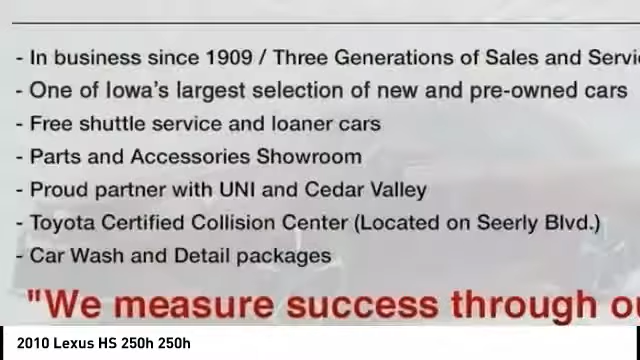 - In business since 1909 / Three Generations of Sales and
- One of Iowa's largest selection of new and pre-owned cars
- Free shuttle service and loaner cars
- Parts and Accessories Showroom
- Proud partner with UNI and Cedar Valley
- Toyota Certified Collision Center (Located on Seerly Blvd.)
- Car Wash and Detail packages
"We measure success through
2010 Lexus HS 250h 250h